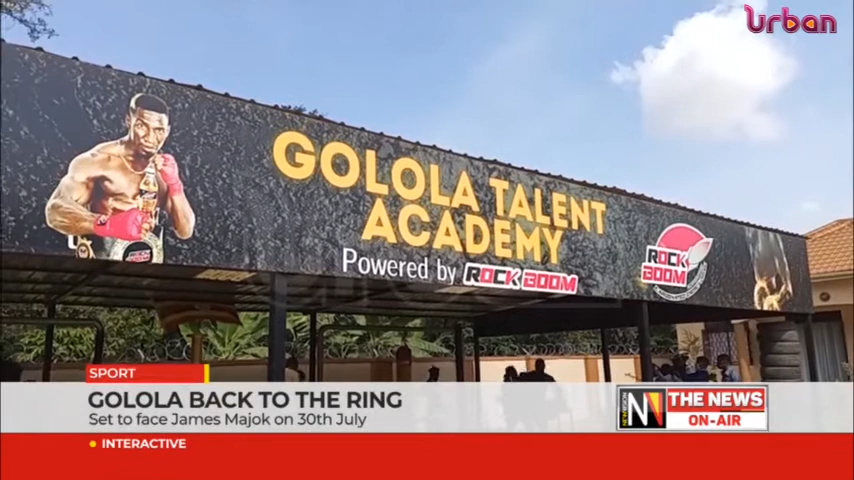 urban
GOLOLA TALENT
ACADEMY
Powered by ROCK BOOM
ROCK
BOOM
SPORT
GOLOLA BACK TO THE RING
Set to face James Majok on 30th July
THE NEWS
ON-AIR
INTERACTIVE